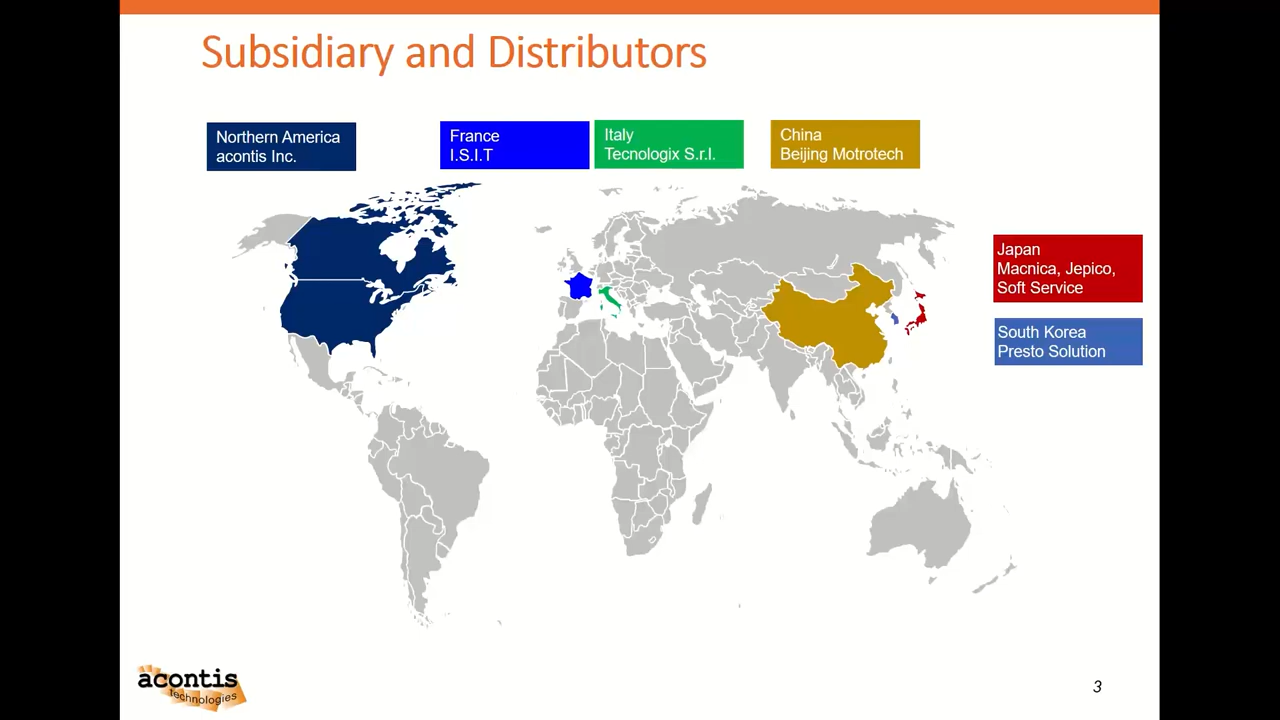 Subsidiary and Distributors
Northern America
acontis Inc.
France
I.S.I.T
Italy
Tecnologix S.r.l.
China
Beijing Motrotech
Japan
Macnica, Jepico,
Soft Service
South Korea
Presto Solution
acontis
technologies
3